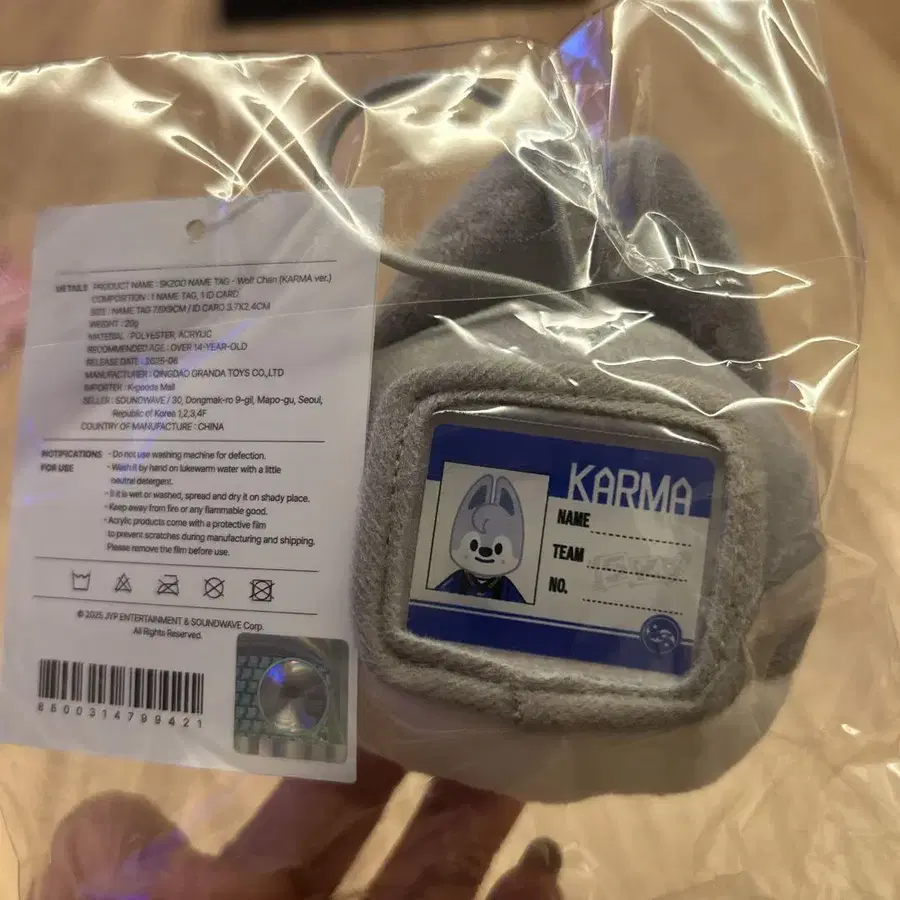 DETAILS PRODUCT NAME : SKZOO NAME TAG - Wolf Chan (KARMA ver.)
COMPOSITION : 1 NAME TAG, 1 ID CARD
SIZE : NAME TAG 7.8X9CM / ID CARD 3.7X2.4CM
WEIGHT : 20g
MATERIAL : POLYESTER, ACRYLIC
RECOMMENDED AGE : OVER 14-YEAR-OLD
RELEASE DATE : 2025-08
MANUFACTURER : QINGDAO GRANDA TOYS CO.,LTD
IMPORTER : K-goods Mall
SELLER : SOUNDWAVE / 30, Dongmak-ro 9-gil, Mapo-gu, Seoul,
Republic of Korea 1,2,3,4F
COUNTRY OF MANUFACTURE : CHINA
NOTIFICATIONS FOR USE
- Do not use washing machine for defection.
- Wash it by hand on lukewarm water with a little
neutral detergent.
- If it is wet or washed, spread and dry it on shady place.
- Keep away from fire or any flammable good.
- Acrylic products come with a protective film
to prevent scratches during manufacturing and shipping.
Please remove the film before use.
© 2025 JYP ENTERTAINMENT & SOUNDWAVE Corp.
All Rights Reserved.
8800314799421
KARMA
NAME
TEAM
NO.